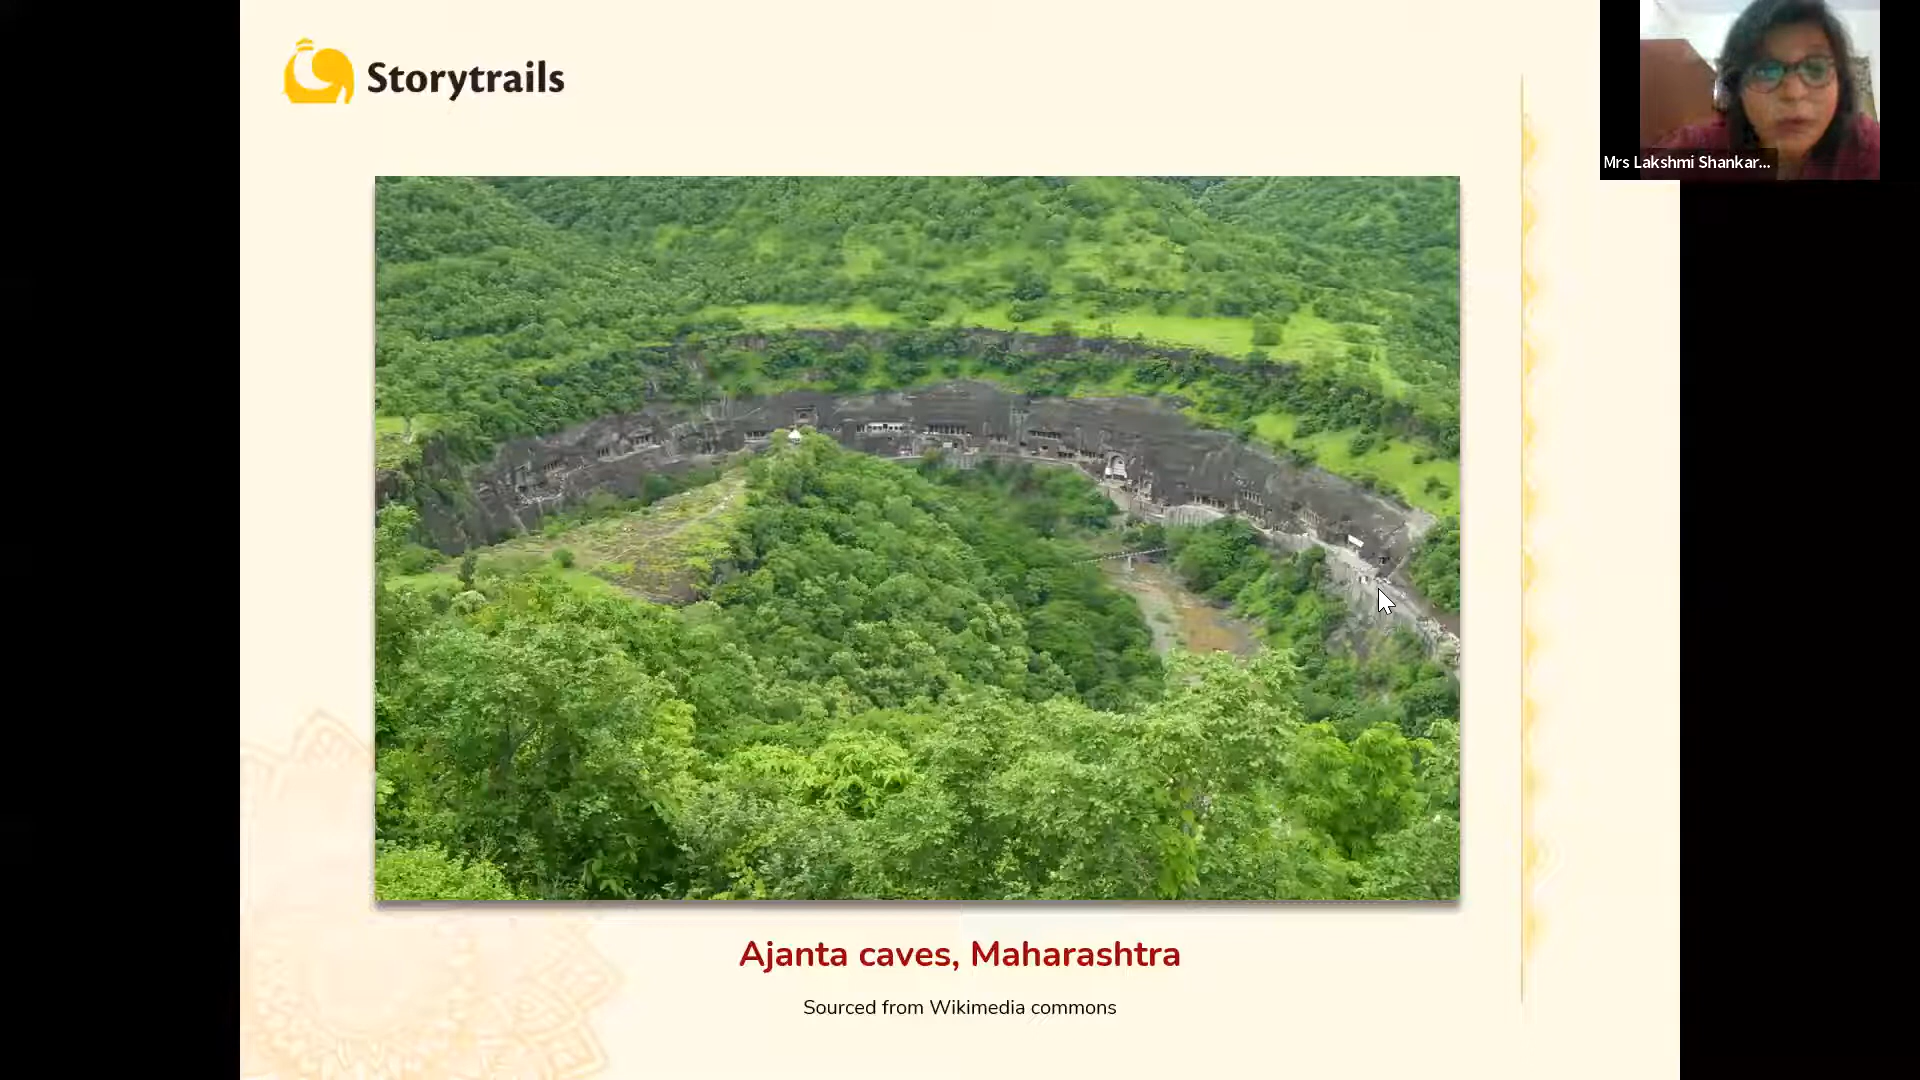 Storytrails
Mrs Lakshmi Shankar...
Ajanta caves, Maharashtra
Sourced from Wikimedia commons